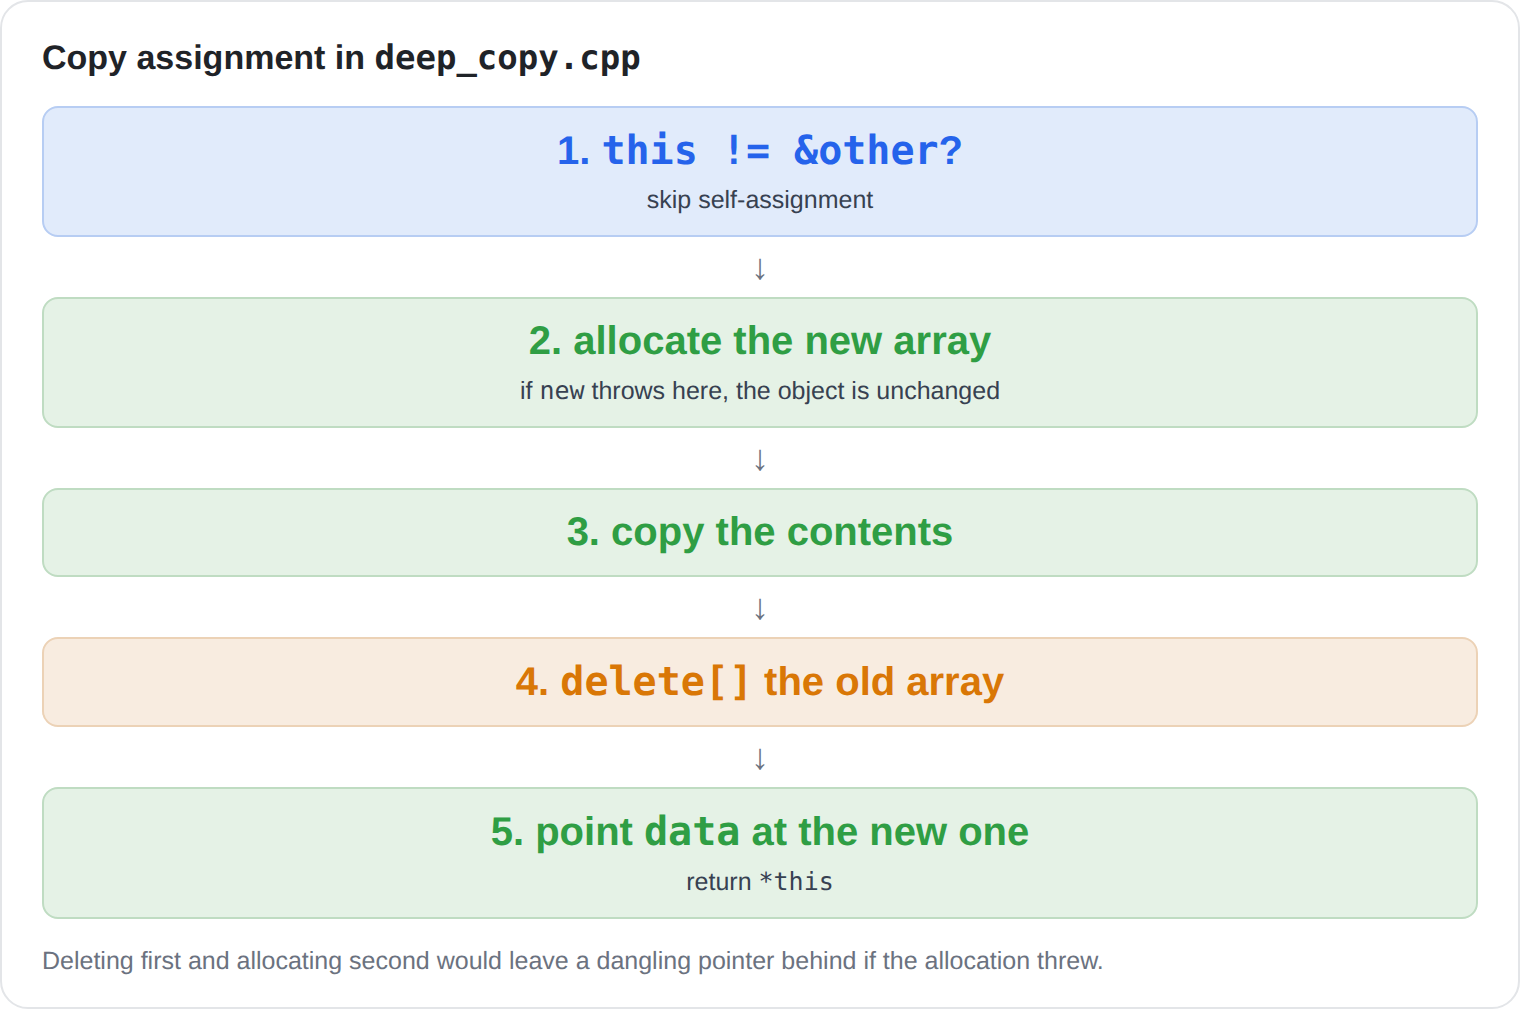 Copy assignment in deep_copy.cpp
1. this != &other?
skip self-assignment
↓
2. allocate the new array
if new throws here, the object is unchanged
↓
3. copy the contents
↓
4. delete[] the old array
↓
5. point data at the new one
return *this
Deleting first and allocating second would leave a dangling pointer behind if the allocation threw.